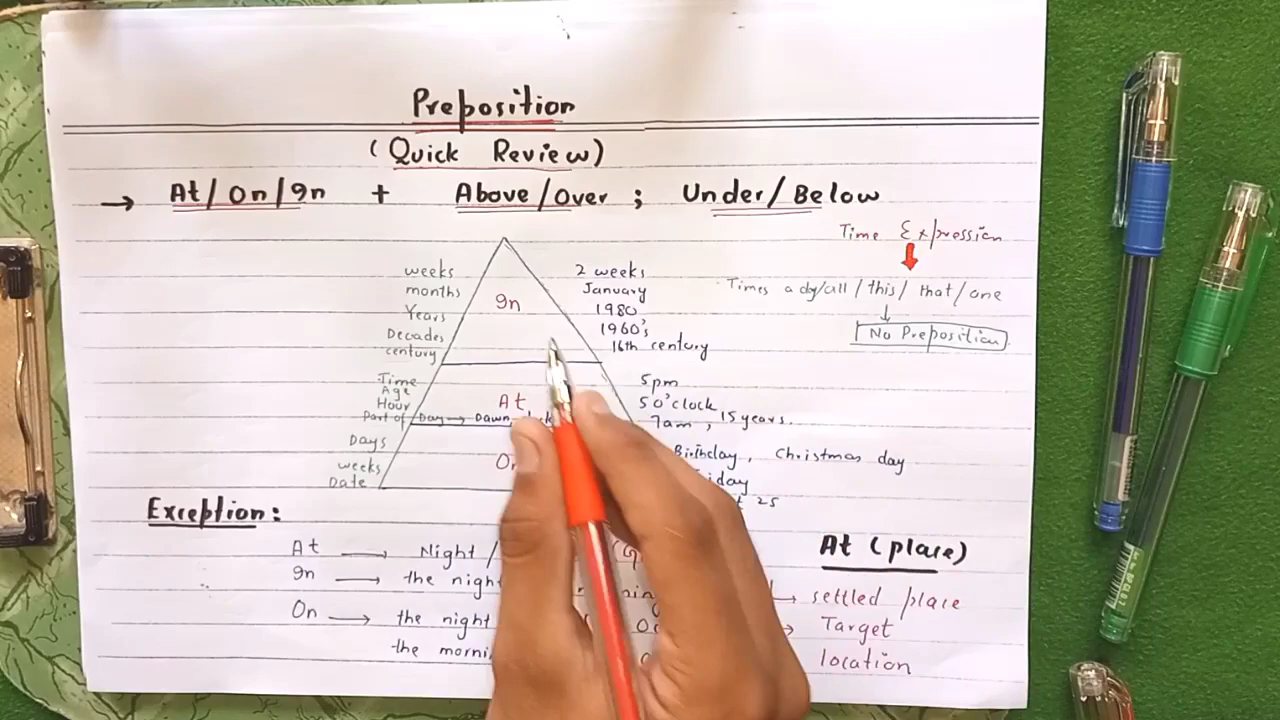 Preposition
(Quick Review)
→ At/On/In + Above/Over ; Under/Below
Time Expression
weeks 2 weeks
months January Times a day/all/this/that/one
In
Years 1980
Decades 1960's No Preposition
century 16th century
Time 5pm
Age
Hour At 5 O'clock
Part of Day → Dawn, 7am, 15 years.
Days Birthday, Christmas day
weeks
Date 25
Exception:
At → Night / At (place)
In → the night
→ settled place
On → the night
Target
the
location